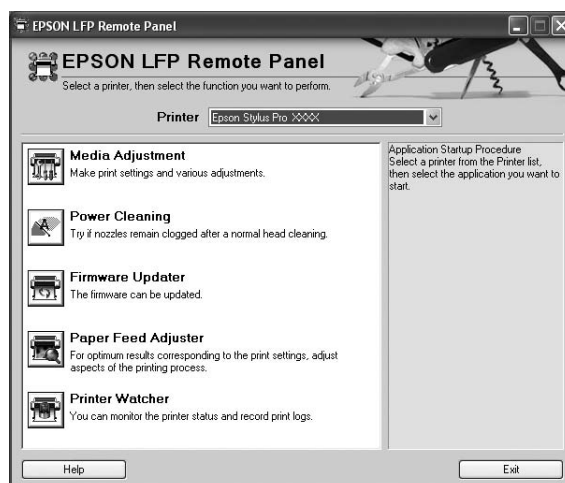 EPSON LFP Remote Panel
EPSON LFP Remote Panel
Select a printer, then select the function you want to perform.
Printer Epson Stylus Pro XXXX
Media Adjustment
Make print settings and various adjustments.
Power Cleaning
Try if nozzles remain clogged after a normal head cleaning.
Firmware Updater
The firmware can be updated.
Paper Feed Adjuster
For optimum results corresponding to the print settings, adjust
aspects of the printing process.
Printer Watcher
You can monitor the printer status and record print logs.
Application Startup Procedure
Select a printer from the Printer list,
then select the application you want to
start.
Help
Exit